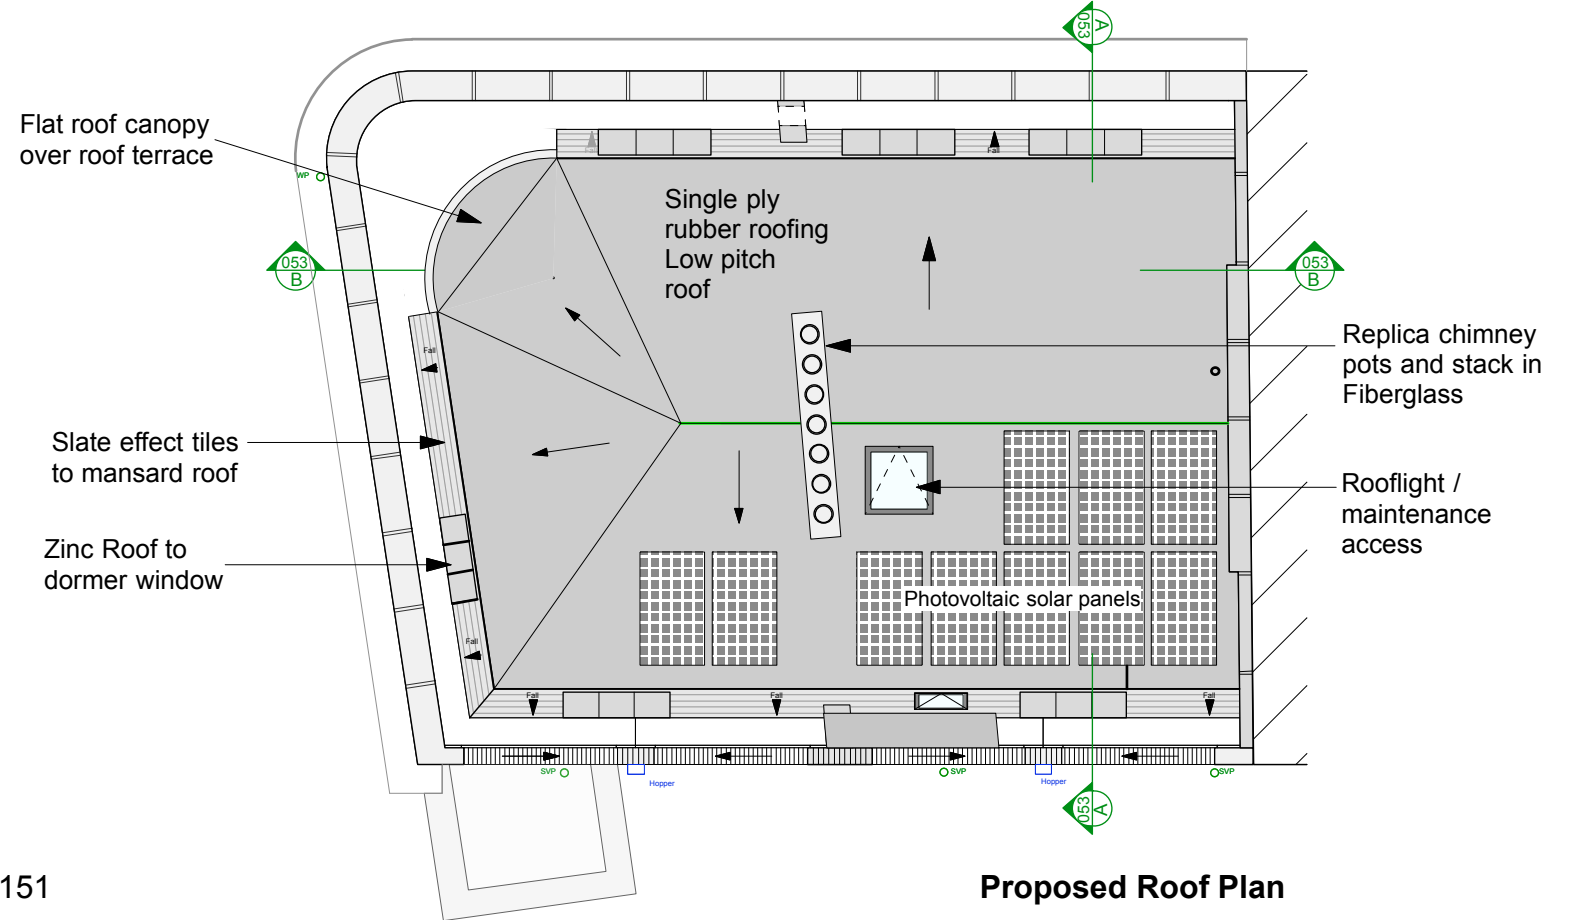 053
A
Flat roof canopy
over roof terrace
Fall
Fall
WP
Single ply
rubber roofing
Low pitch
roof
053
B
053
B
Replica chimney
pots and stack in
Fiberglass
Fall
Slate effect tiles
to mansard roof
Rooflight /
maintenance
access
Zinc Roof to
dormer window
Photovoltaic solar panels
Fall
Fall
Fall
Fall
SVP
Hopper
SVP
Hopper
SVP
053
A
151
Proposed Roof Plan